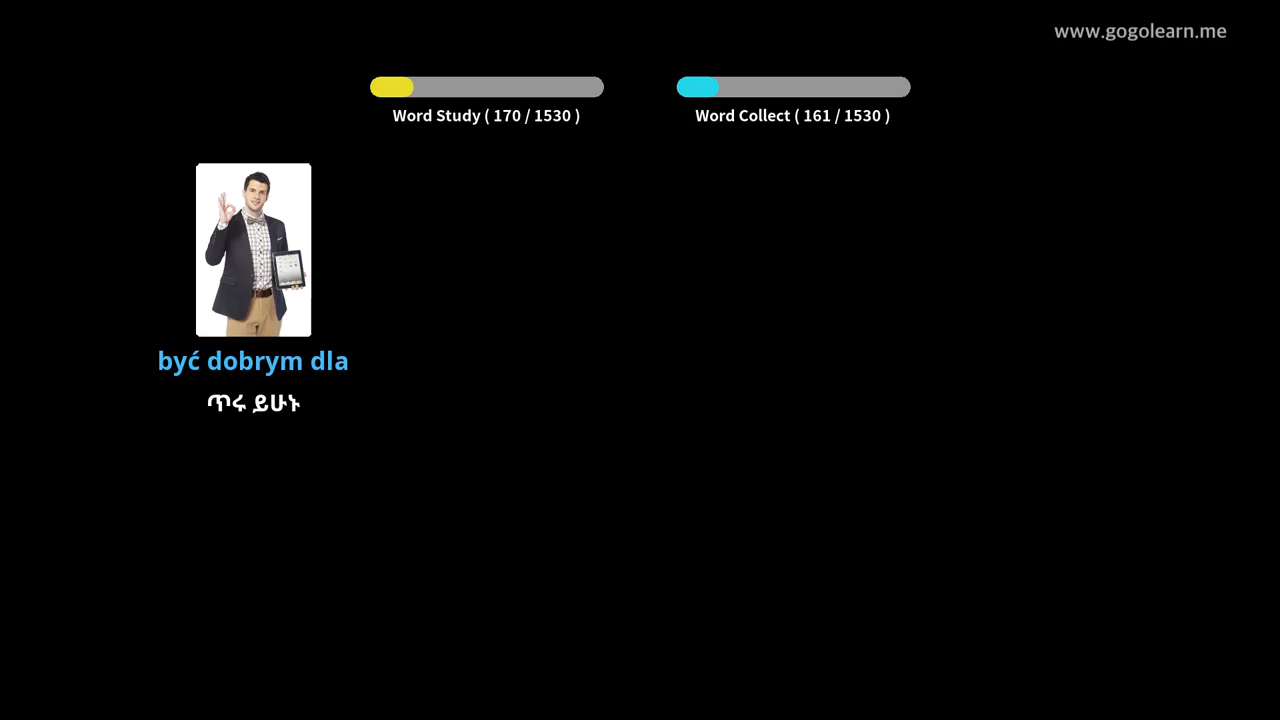 www.gogolearn.me
Word Study ( 170 / 1530 )
Word Collect ( 161 / 1530 )
być dobrym dla
ጥሩ ይሁኑ